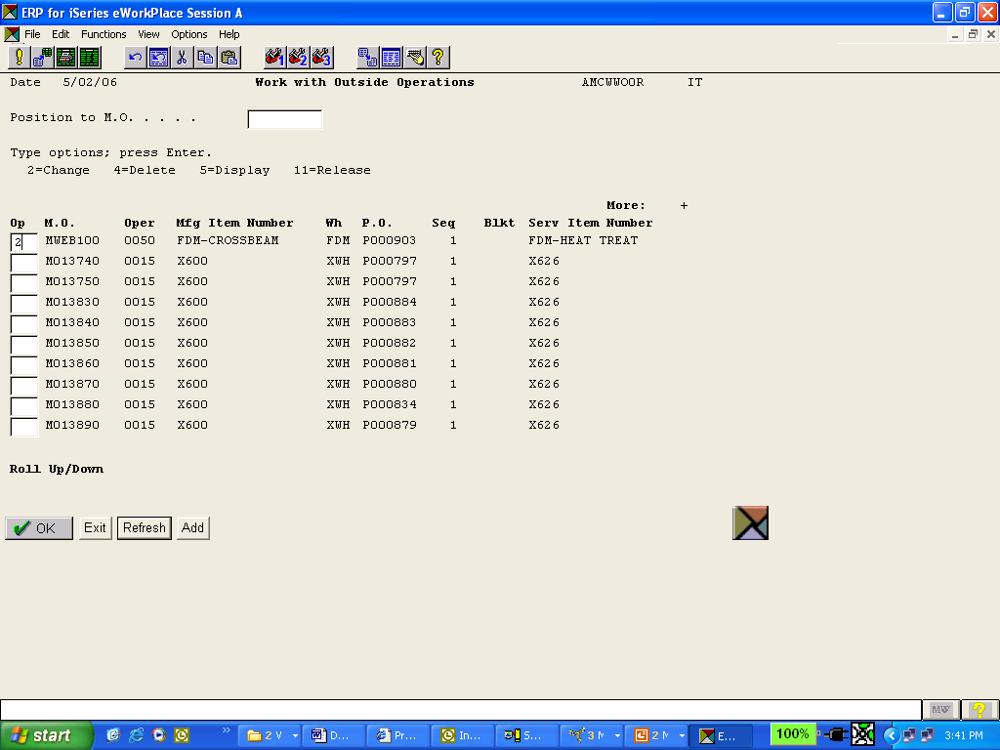 ERP for iSeries eWorkPlace Session A
File Edit Functions View Options Help
1 2 3
Date 5/02/06 Work with Outside Operations AMCWWOOR IT
Position to M.O. . . . . .
Type options; press Enter.
2=Change 4=Delete 5=Display 11=Release
More: +
Op M.O. Oper Mfg Item Number Wh P.O. Seq Blkt Serv Item Number
2 MWEB100 0050 FDM-CROSSBEAM FDM P000903 1 FDM-HEAT TREAT
M013740 0015 X600 XWH P000797 1 X626
M013750 0015 X600 XWH P000797 1 X626
M013830 0015 X600 XWH P000884 1 X626
M013840 0015 X600 XWH P000883 1 X626
M013850 0015 X600 XWH P000882 1 X626
M013860 0015 X600 XWH P000881 1 X626
M013870 0015 X600 XWH P000880 1 X626
M013880 0015 X600 XWH P000834 1 X626
M013890 0015 X600 XWH P000879 1 X626
Roll Up/Down
OK Exit Refresh Add
MW
start 2 V D... Pr... In... S... 3 M 2 M E... 100% 3:41 PM